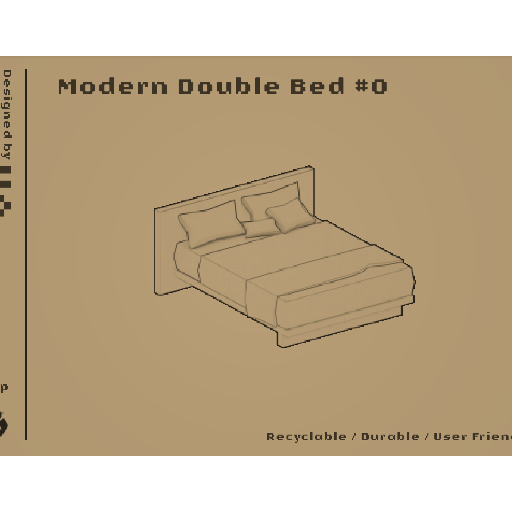 Modern Double Bed #0
Designed by
p
Recyclable / Durable / User Frien